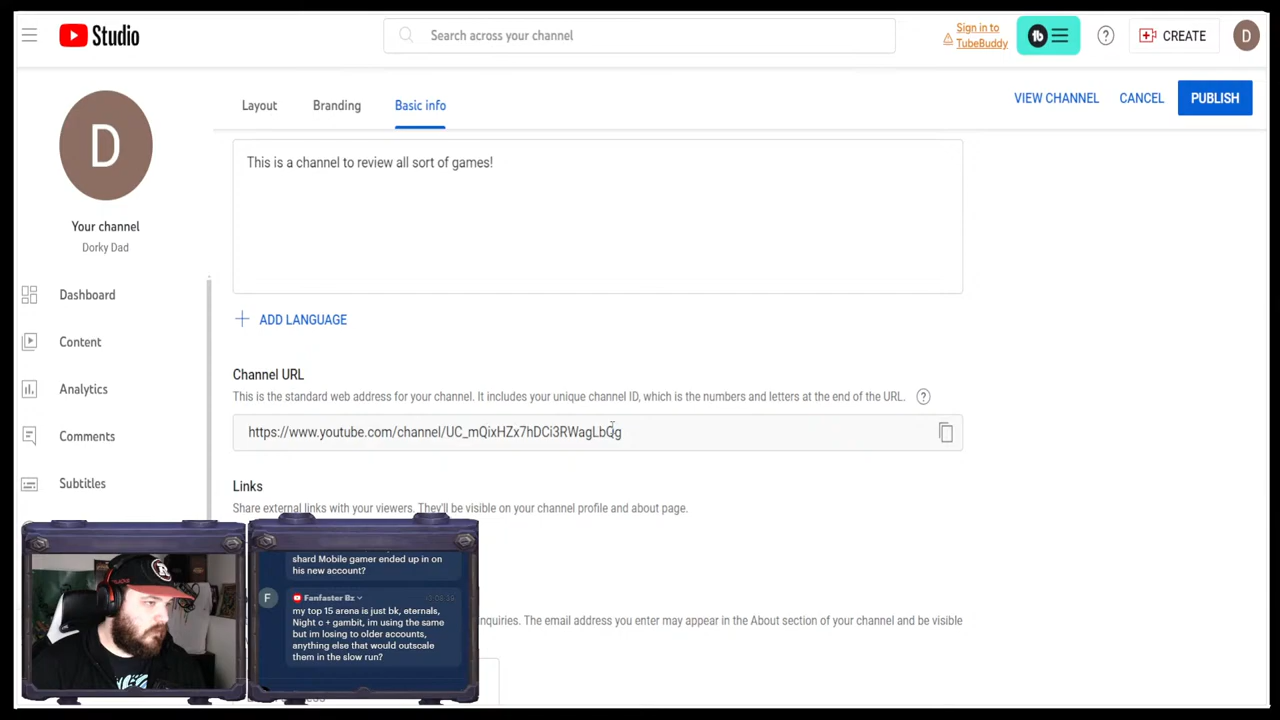 Studio
Search across your channel
Sign in to
TubeBuddy
tb
CREATE
D
D
Your channel
Dorky Dad
Dashboard
Content
Analytics
Comments
Subtitles
Layout
Branding
Basic info
VIEW CHANNEL
CANCEL
PUBLISH
This is a channel to review all sort of games!
ADD LANGUAGE
Channel URL
This is the standard web address for your channel. It includes your unique channel ID, which is the numbers and letters at the end of the URL.
https://www.youtube.com/channel/UC_mQixHZx7hDCi3RWagLbQg
Links
Share external links with your viewers. They'll be visible on your channel profile and about page.
nquiries. The email address you enter may appear in the About section of your channel and be visible
shard Mobile gamer ended up in on
his new account?
F
Fanfaster Bz
my top 15 arena is just bk, eternals,
Night c + gambit, im using the same
but im losing to older accounts,
anything else that would outscale
them in the slow run?